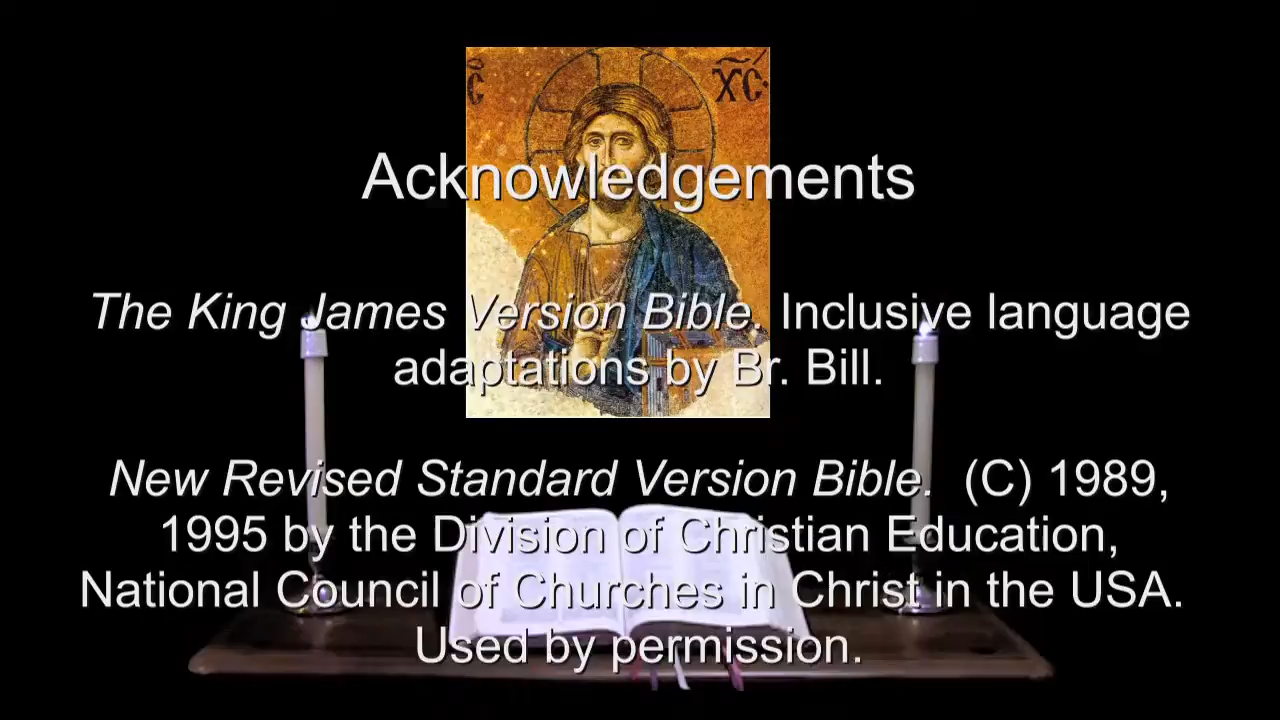 C XC
Acknowledgements
The King James Version Bible. Inclusive language
adaptations by Br. Bill.
New Revised Standard Version Bible. (C) 1989,
1995 by the Division of Christian Education,
National Council of Churches in Christ in the USA.
Used by permission.